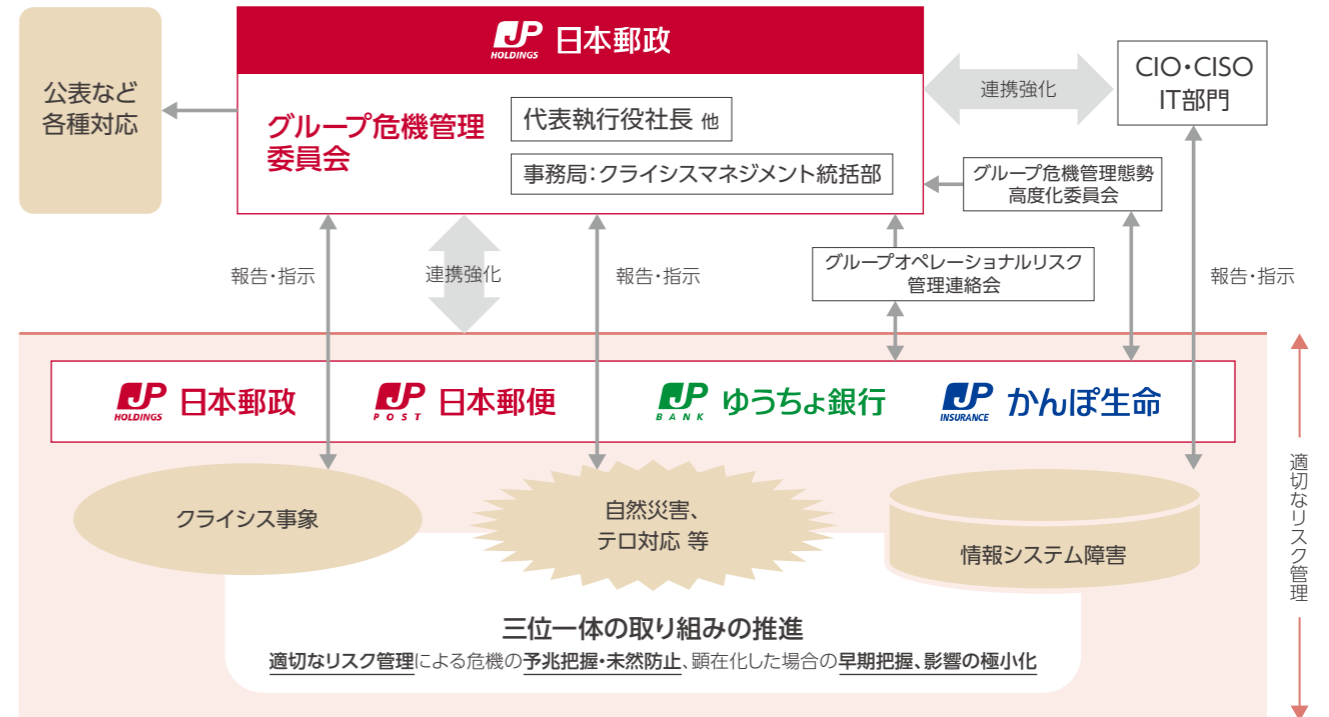 JP HOLDINGS 日本郵政
公表など
各種対応
グループ危機管理
委員会
代表執行役社長 他
事務局：クライシスマネジメント統括部
連携強化
CIO・CISO
IT部門
グループ危機管理態勢
高度化委員会
グループオペレーショナルリスク
管理連絡会
報告・指示
連携強化
報告・指示
報告・指示
JP HOLDINGS 日本郵政
JP POST 日本郵便
JP BANK ゆうちょ銀行
JP INSURANCE かんぽ生命
クライシス事象
自然災害、
テロ対応 等
情報システム障害
適切なリスク管理
三位一体の取り組みの推進
適切なリスク管理による危機の予兆把握・未然防止、顕在化した場合の早期把握、影響の極小化